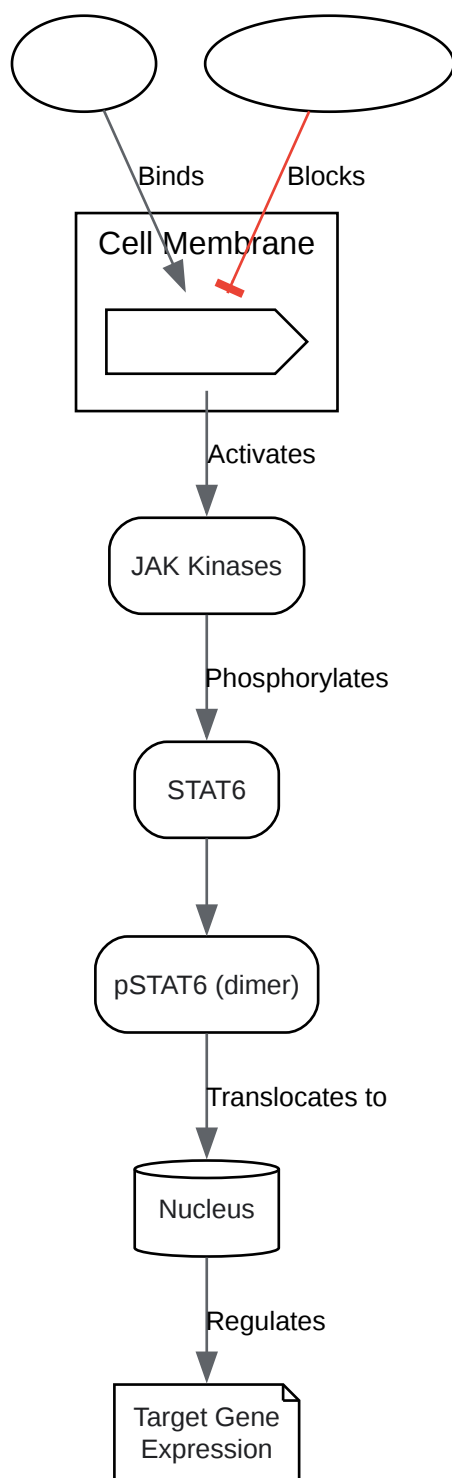 Binds
Blocks
Cell Membrane
Activates
JAK Kinases
Phosphorylates
STAT6
pSTAT6 (dimer)
Translocates to
Nucleus
Regulates
Target Gene
Expression